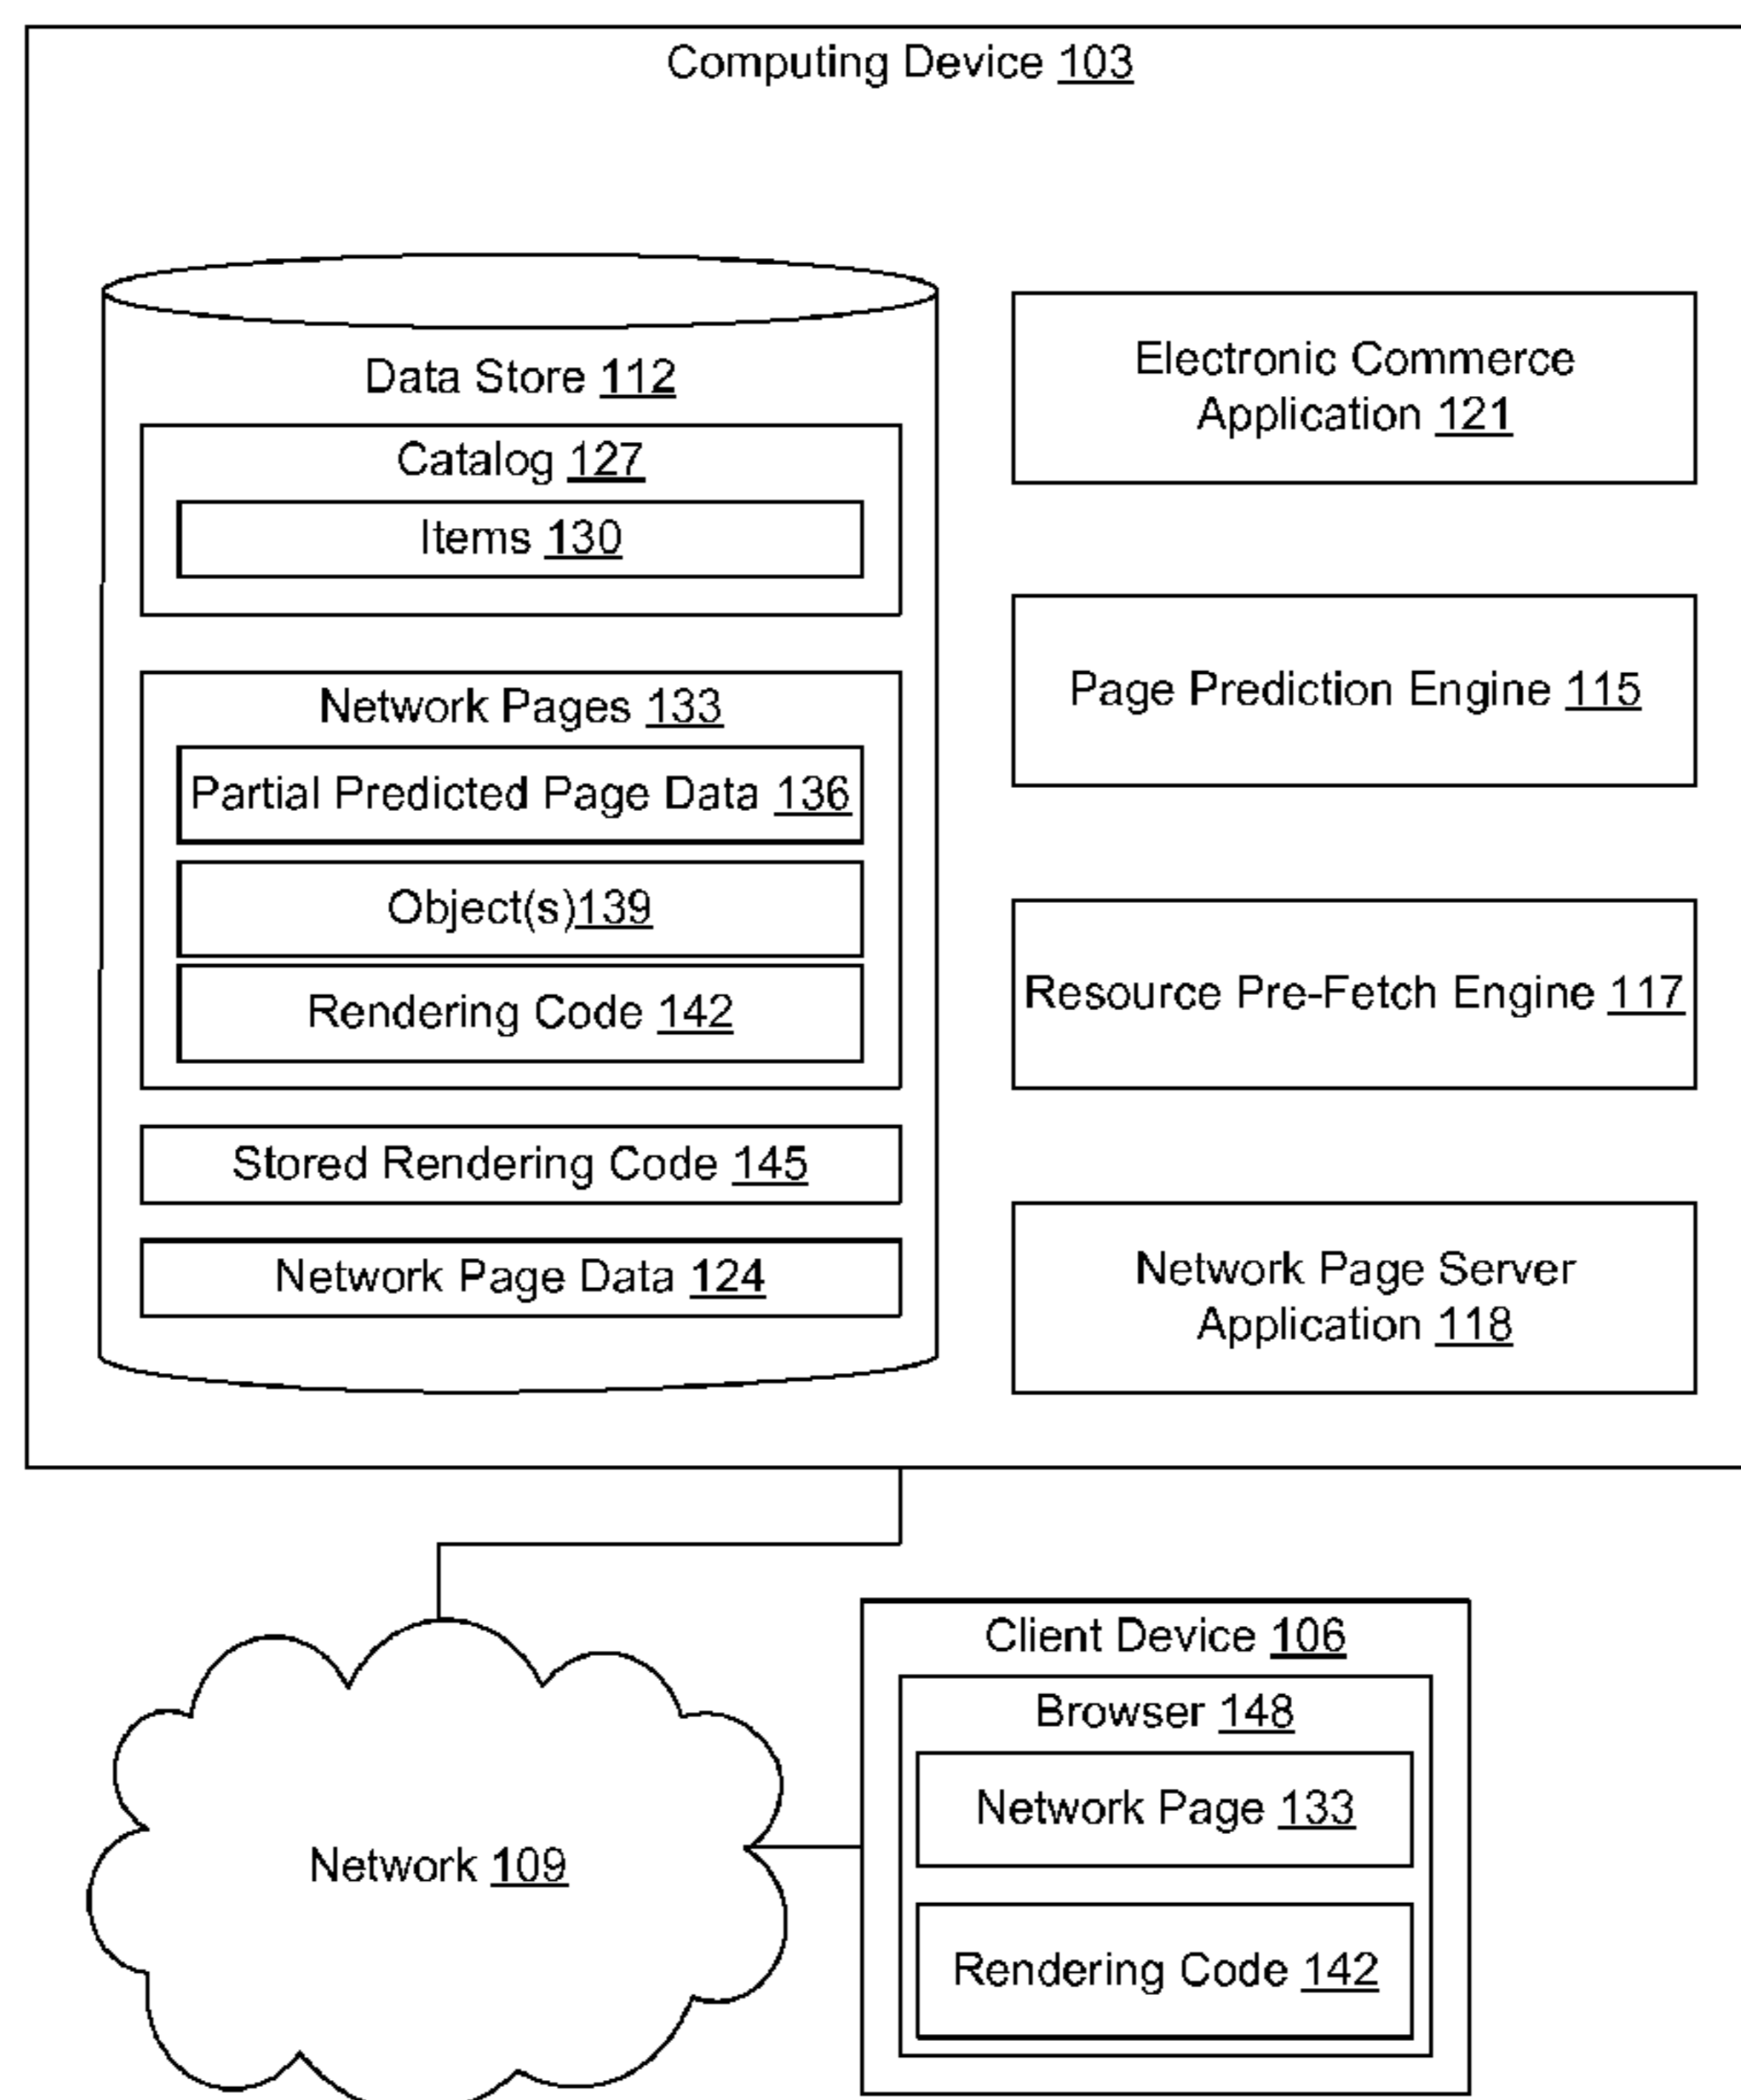 Computing Device 103
Data Store 112
Catalog 127
Items 130
Network Pages 133
Partial Predicted Page Data 136
Object(s)139
Rendering Code 142
Stored Rendering Code 145
Network Page Data 124
Electronic Commerce
Application 121
Page Prediction Engine 115
Resource Pre-Fetch Engine 117
Network Page Server
Application 118
Network 109
Client Device 106
Browser 148
Network Page 133
Rendering Code 142